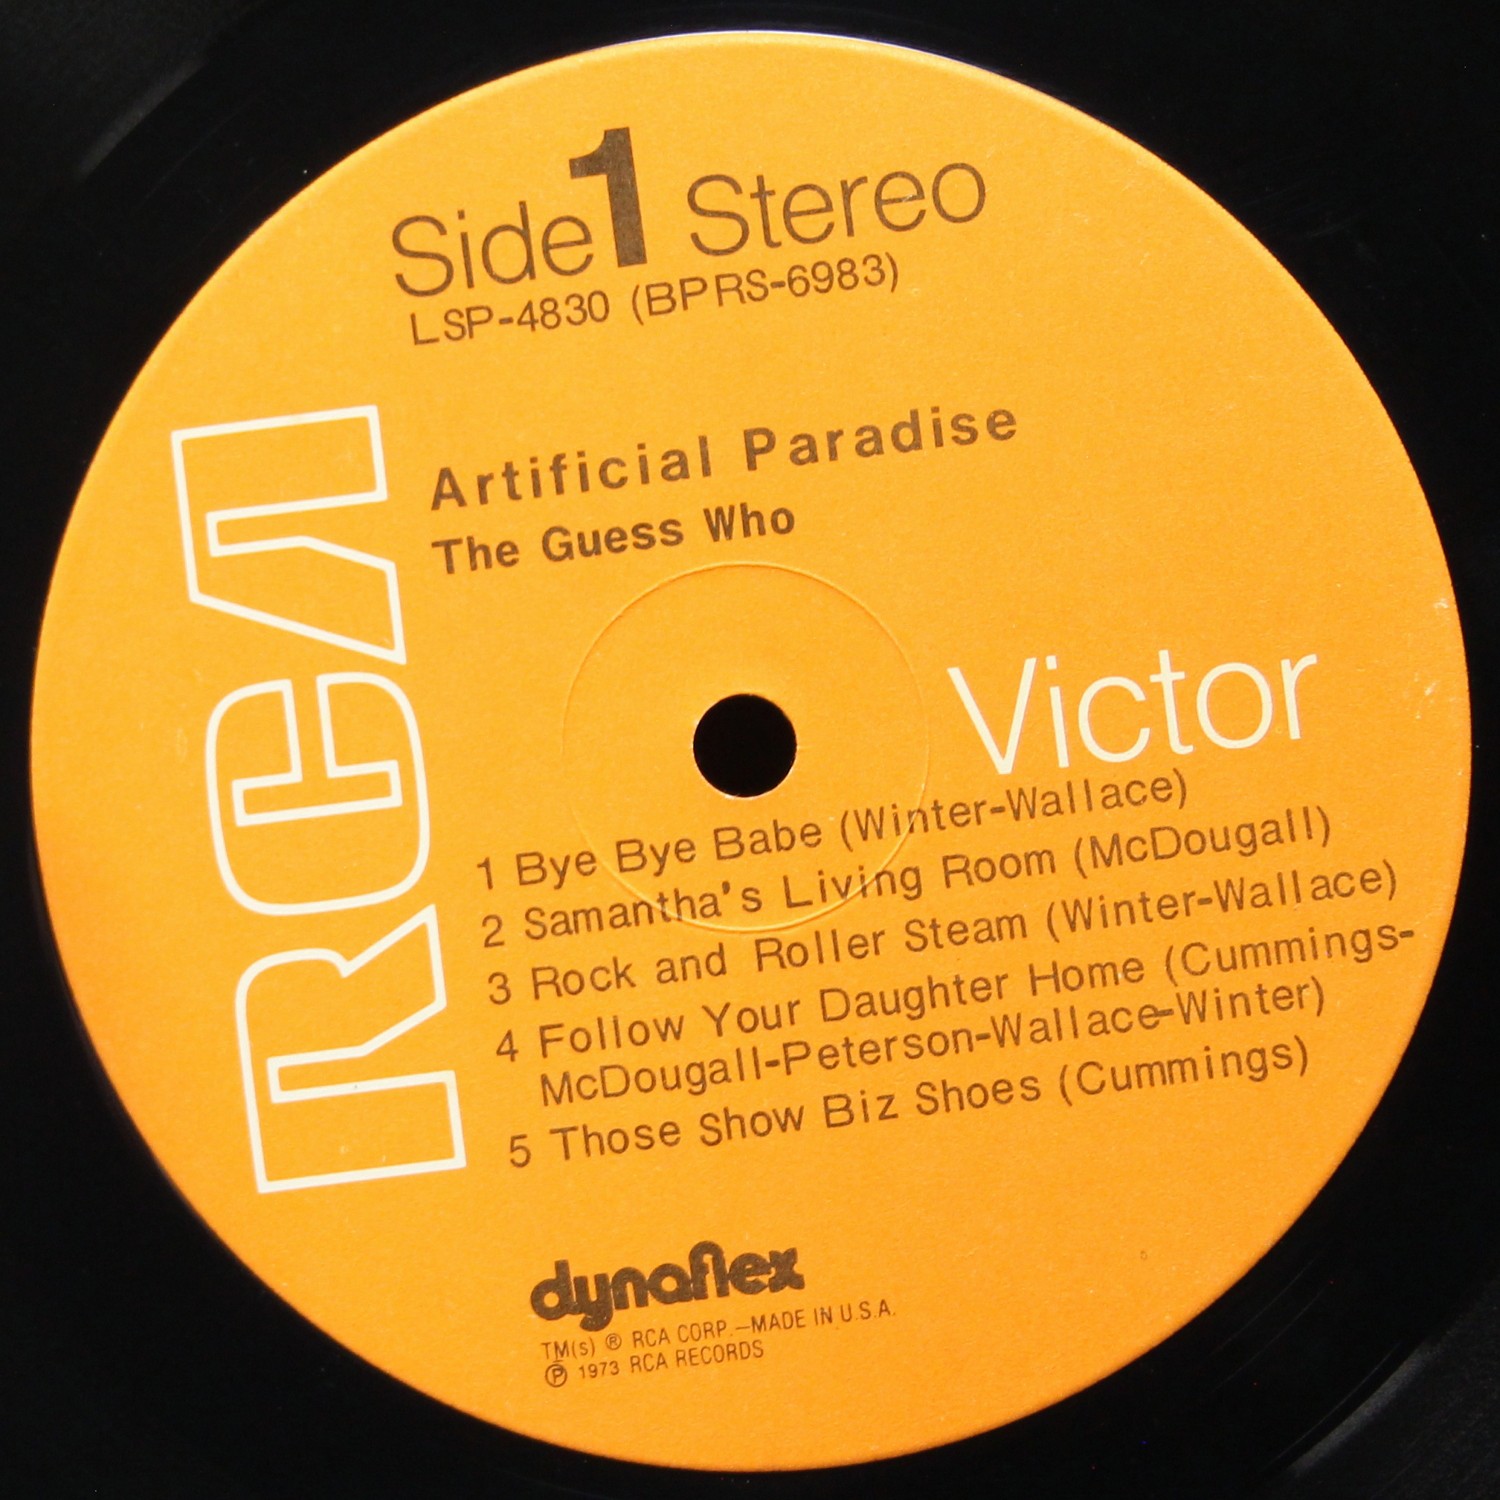 Side 1 Stereo
LSP-4830 (BPRS-6983)
Artificial Paradise
The Guess Who
RCA
Victor
1 Bye Bye Babe (Winter-Wallace)
2 Samantha's Living Room (McDougall)
3 Rock and Roller Steam (Winter-Wallace)
4 Follow Your Daughter Home (Cummings-
McDougall-Peterson-Wallace-Winter)
5 Those Show Biz Shoes (Cummings)
dynaflex
TM(s) ® RCA CORP.—MADE IN U.S.A.
℗ 1973 RCA RECORDS